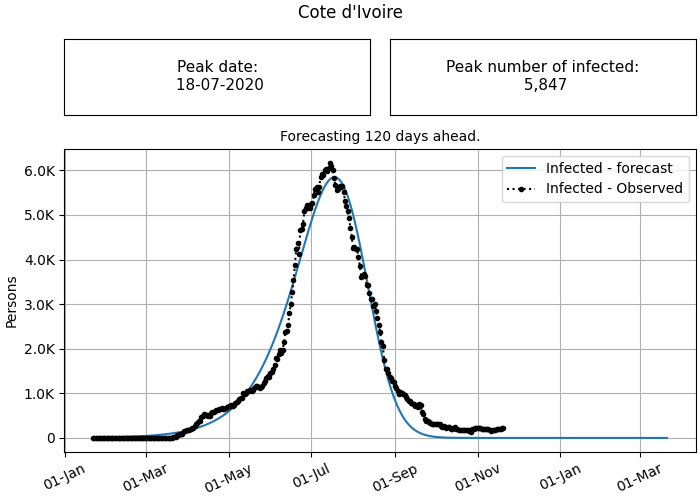 Cote d'Ivoire
Peak date:
18-07-2020
Peak number of infected:
5,847
Forecasting 120 days ahead.
Infected - forecast
Infected - Observed
6.0K
5.0K
4.0K
3.0K
2.0K
1.0K
0
Persons
01-Jan
01-Mar
01-May
01-Jul
01-Sep
01-Nov
01-Jan
01-Mar